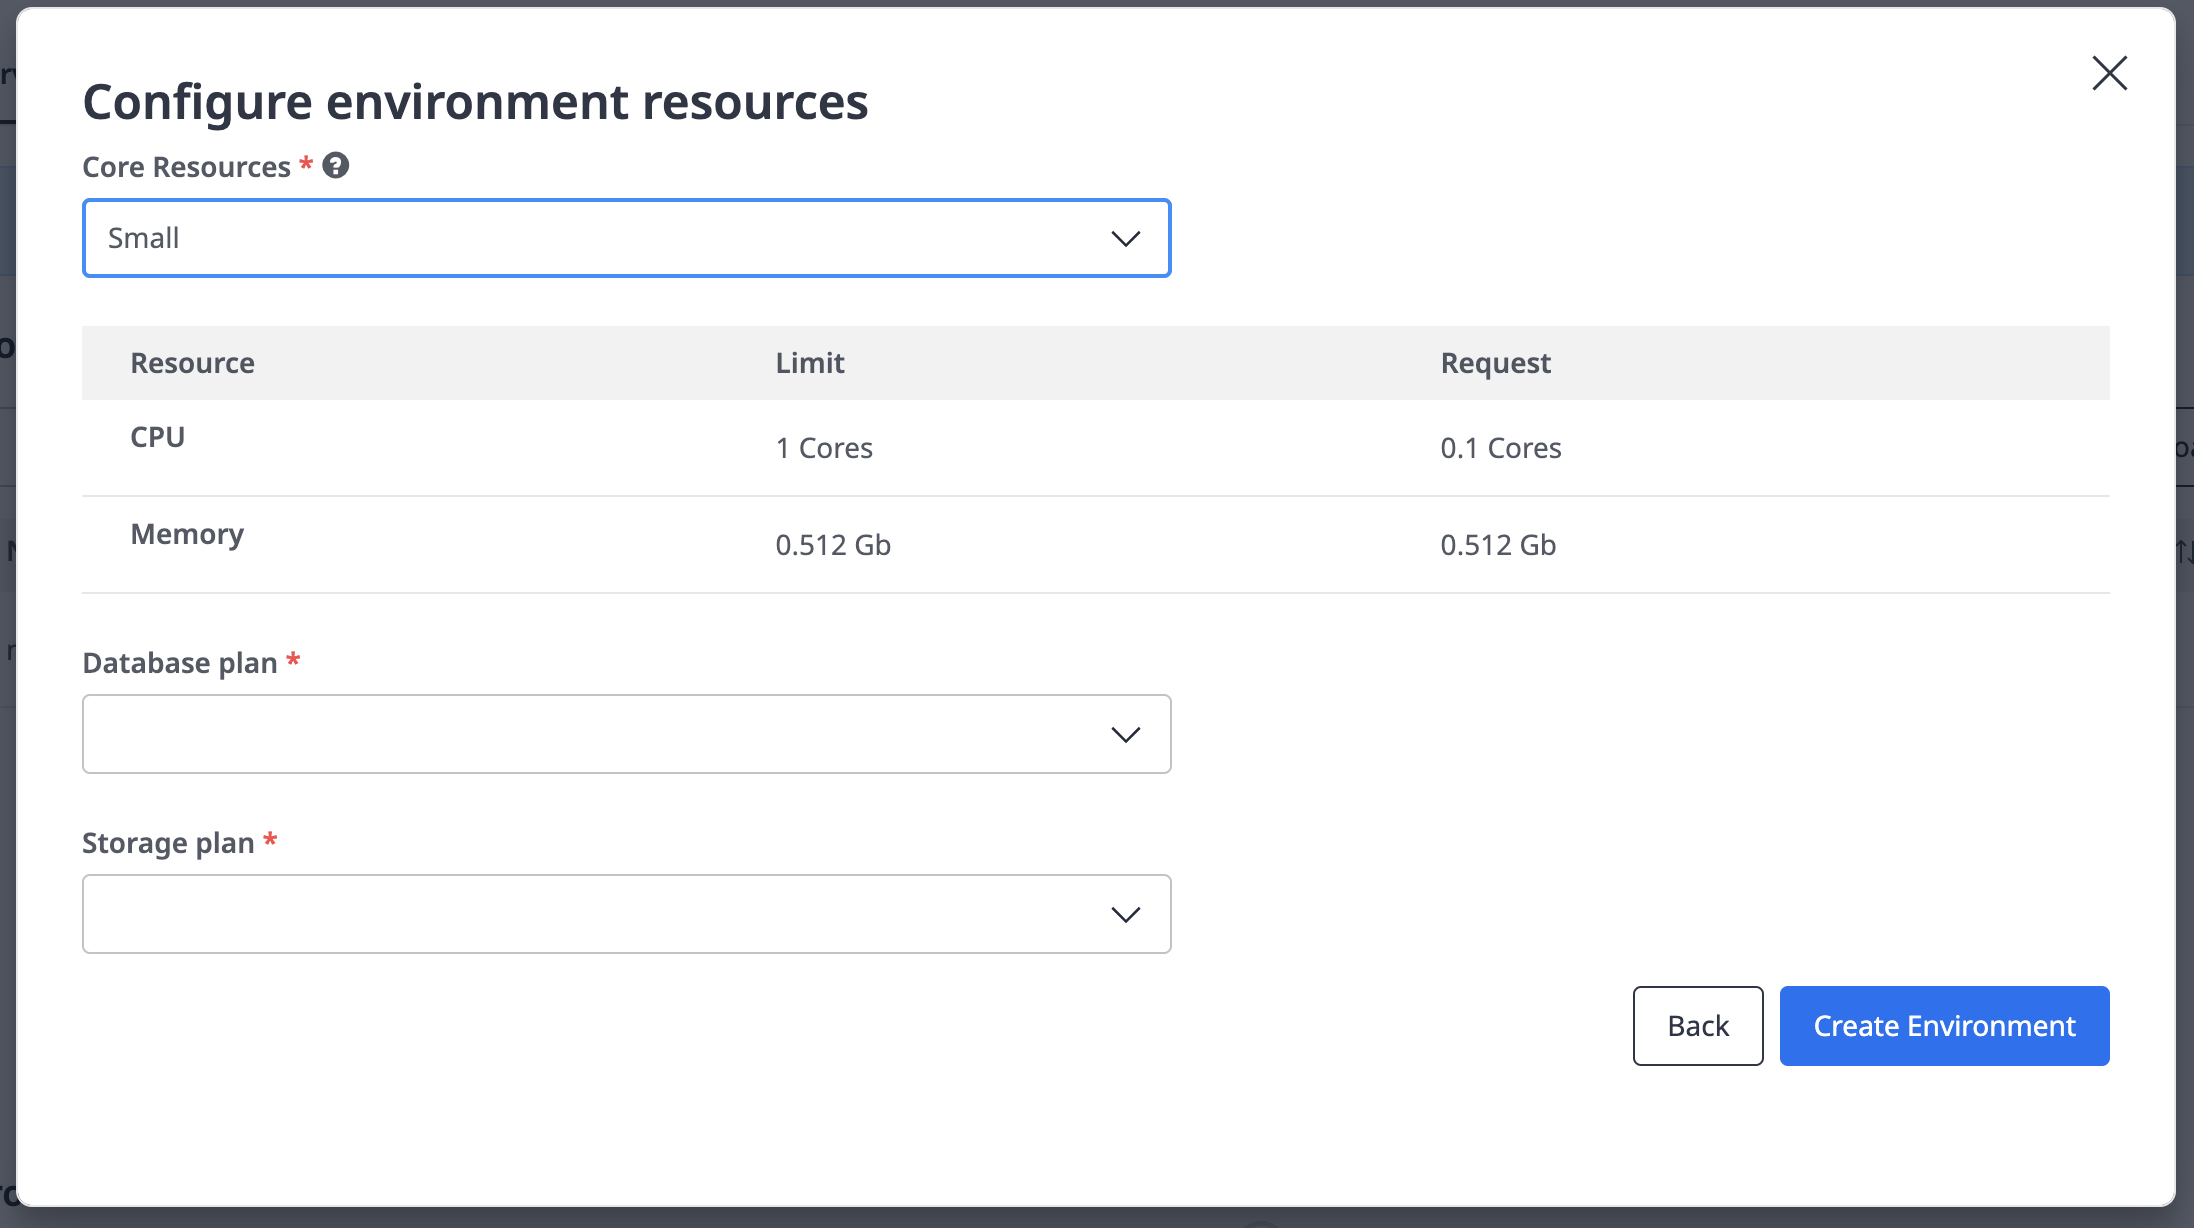 Configure environment resources
Core Resources *
Small
Resource Limit Request
CPU 1 Cores 0.1 Cores
Memory 0.512 Gb 0.512 Gb
Database plan *
Storage plan *
Back Create Environment